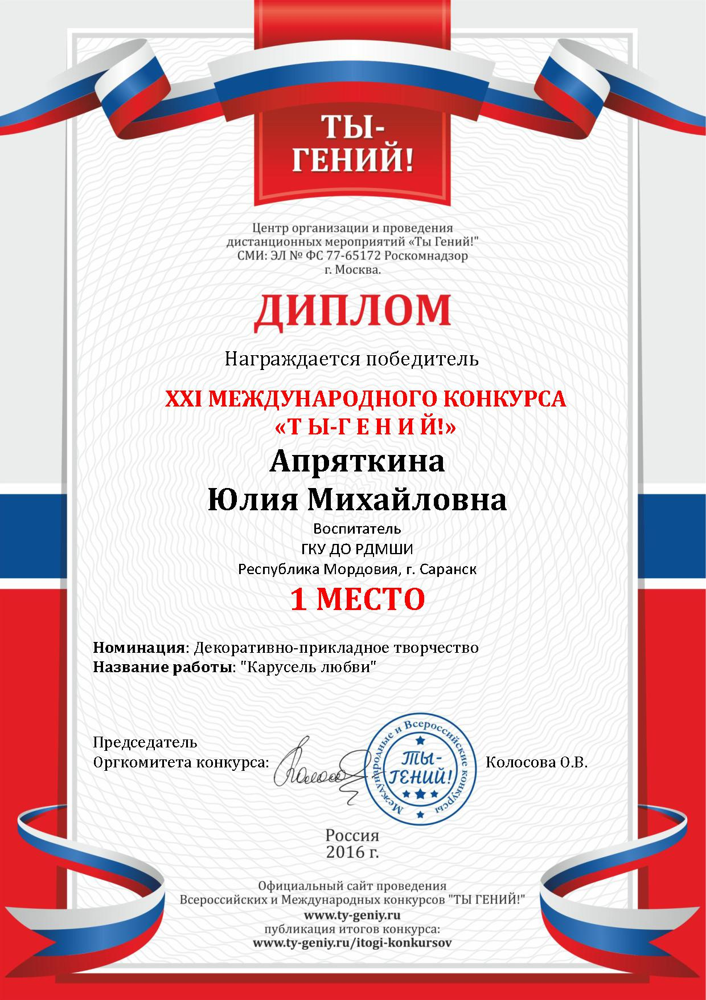 ТЫ-
ГЕНИЙ!
Центр организации и проведения
дистанционных мероприятий «Ты Гений!"
СМИ: ЭЛ № ФС 77-65172 Роскомнадзор
г. Москва.
ДИПЛОМ
Награждается победитель
XXI МЕЖДУНАРОДНОГО КОНКУРСА
«Т Ы-Г Е Н И Й!»
Апряткина
Юлия Михайловна
Воспитатель
ГКУ ДО РДМШИ
Республика Мордовия, г. Саранск
1 МЕСТО
Номинация: Декоративно-прикладное творчество
Название работы: "Карусель любви"
Председатель
Оргкомитета конкурса:
Международные и Всероссийские конкурсы
ТЫ-
ГЕНИЙ!
Колосова О.В.
Россия
2016 г.
Официальный сайт проведения
Всероссийских и Международных конкурсов "ТЫ ГЕНИЙ!"
www.ty-geniy.ru
публикация итогов конкурса:
www.ty-geniy.ru/itogi-konkursov